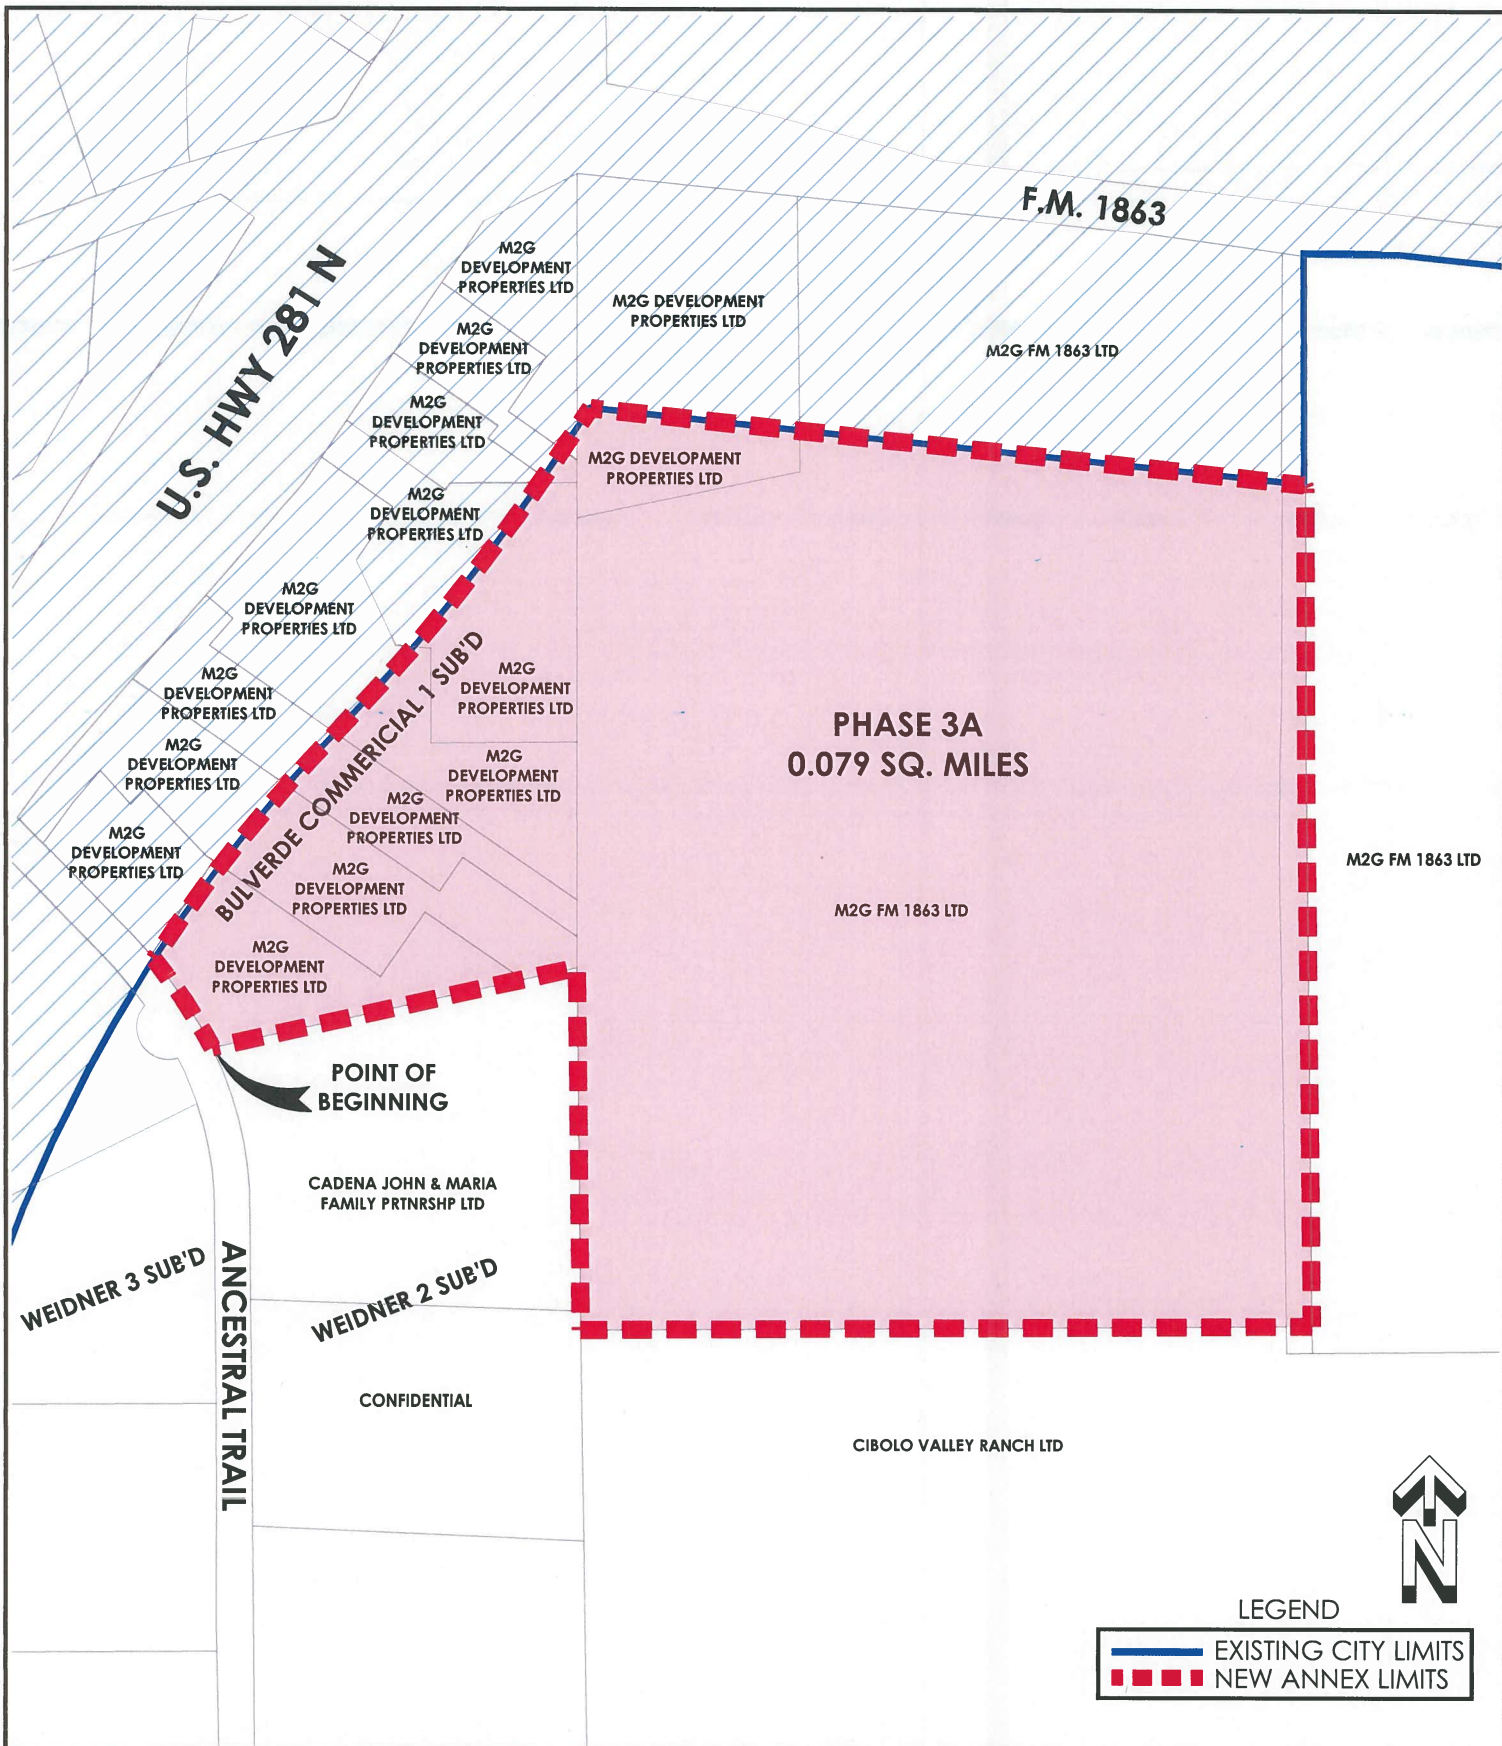 F.M. 1863
U.S. HWY 281 N
M2G
DEVELOPMENT
PROPERTIES LTD
M2G DEVELOPMENT
PROPERTIES LTD
M2G
DEVELOPMENT
PROPERTIES LTD
M2G FM 1863 LTD
M2G
DEVELOPMENT
PROPERTIES LTD
M2G DEVELOPMENT
PROPERTIES LTD
M2G
DEVELOPMENT
PROPERTIES LTD
M2G
DEVELOPMENT
PROPERTIES LTD
M2G
DEVELOPMENT
PROPERTIES LTD
M2G
DEVELOPMENT
PROPERTIES LTD
M2G
DEVELOPMENT
PROPERTIES LTD
BULVERDE COMMERICIAL 1 SUB'D
M2G
DEVELOPMENT
PROPERTIES LTD
M2G
DEVELOPMENT
PROPERTIES LTD
M2G
DEVELOPMENT
PROPERTIES LTD
M2G
DEVELOPMENT
PROPERTIES LTD
M2G
DEVELOPMENT
PROPERTIES LTD
PHASE 3A
0.079 SQ. MILES
M2G FM 1863 LTD
M2G FM 1863 LTD
POINT OF
BEGINNING
CADENA JOHN & MARIA
FAMILY PRTNRSHP LTD
WEIDNER 3 SUB'D
ANCESTRAL TRAIL
WEIDNER 2 SUB'D
CONFIDENTIAL
CIBOLO VALLEY RANCH LTD
N
LEGEND
EXISTING CITY LIMITS
NEW ANNEX LIMITS